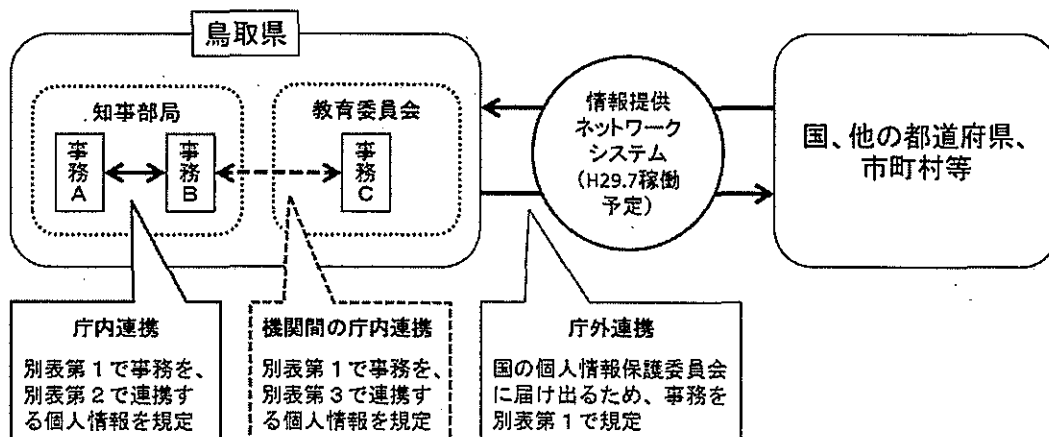 鳥取県
知事部局
教育委員会
事務A
事務B
事務C
情報提供
ネットワーク
システム
(H29.7稼働
予定)
国、他の都道府県、
市町村等
庁内連携
別表第1で事務を、
別表第2で連携す
る個人情報を規定
機関間の庁内連携
別表第1で事務を、
別表第3で連携す
る個人情報を規定
庁外連携
国の個人情報保護委員会
に届け出るため、事務を
別表第1で規定